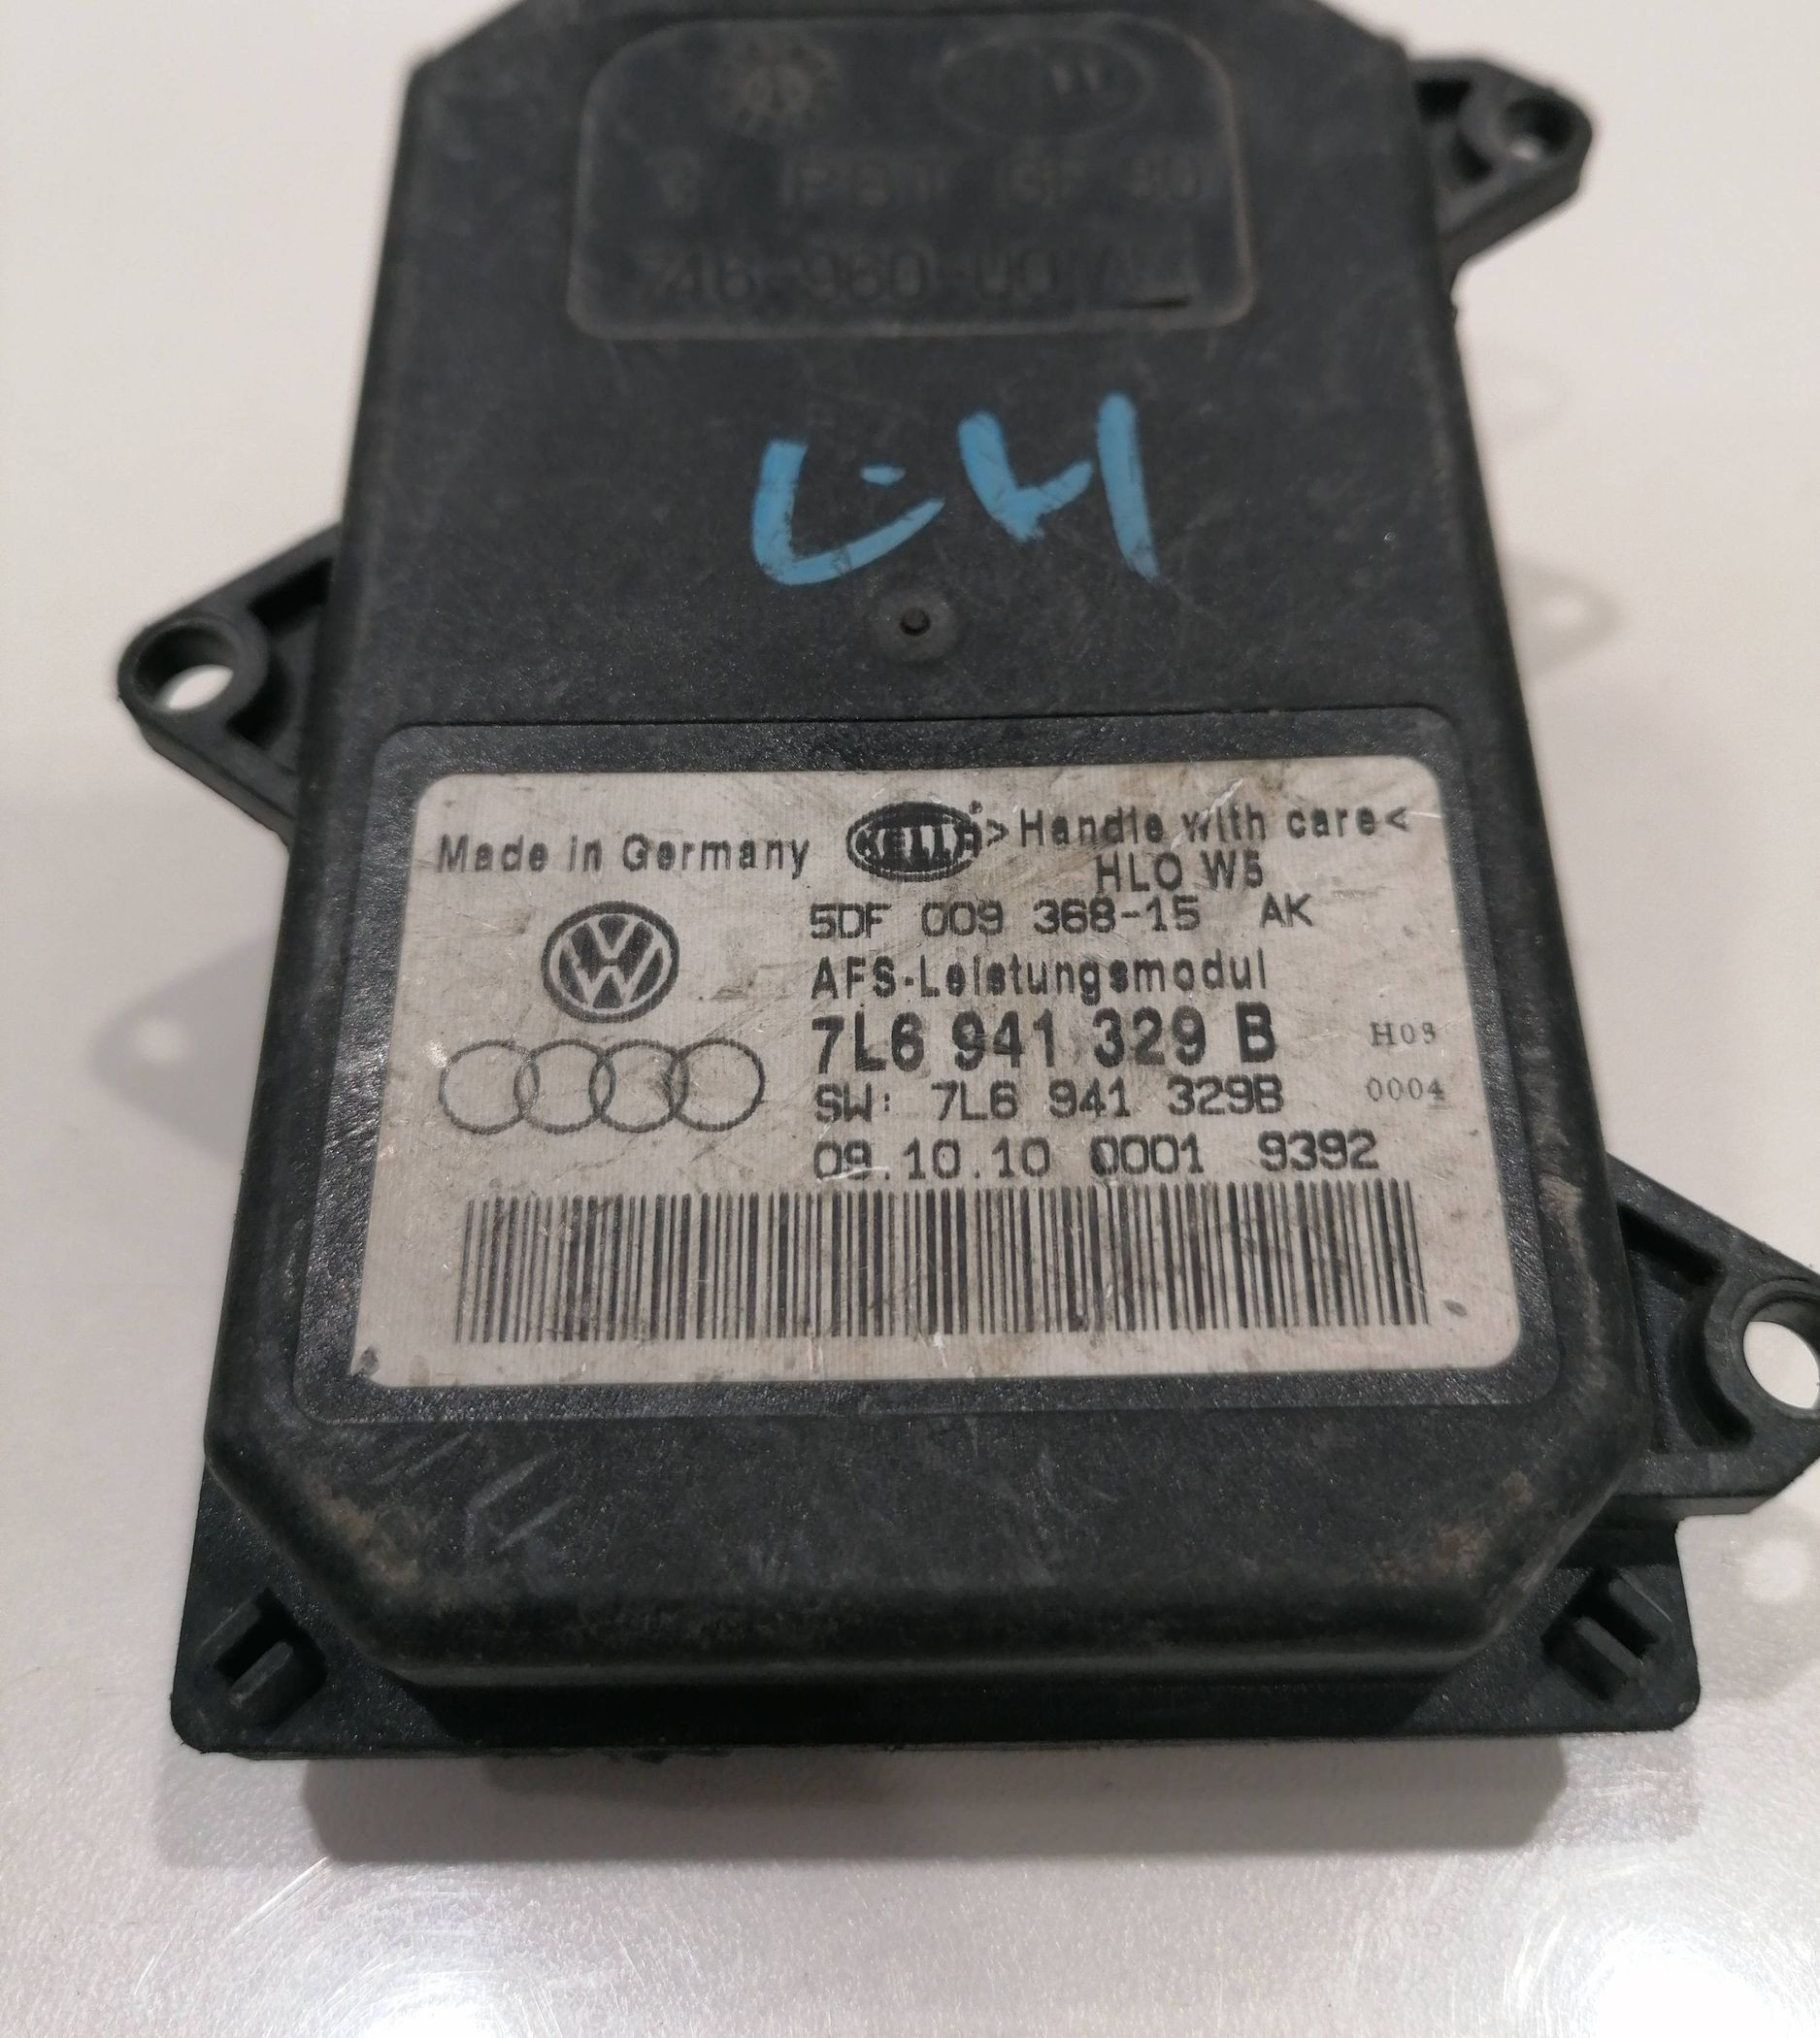 LH
Made in Germany HELLA >Handle with care<
HLO W5
5DF 009 368-15 AK
AFS-Leistungsmodul
7L6 941 329 B H09
SW: 7L6 941 329B 0004
09.10.10 0001 9392